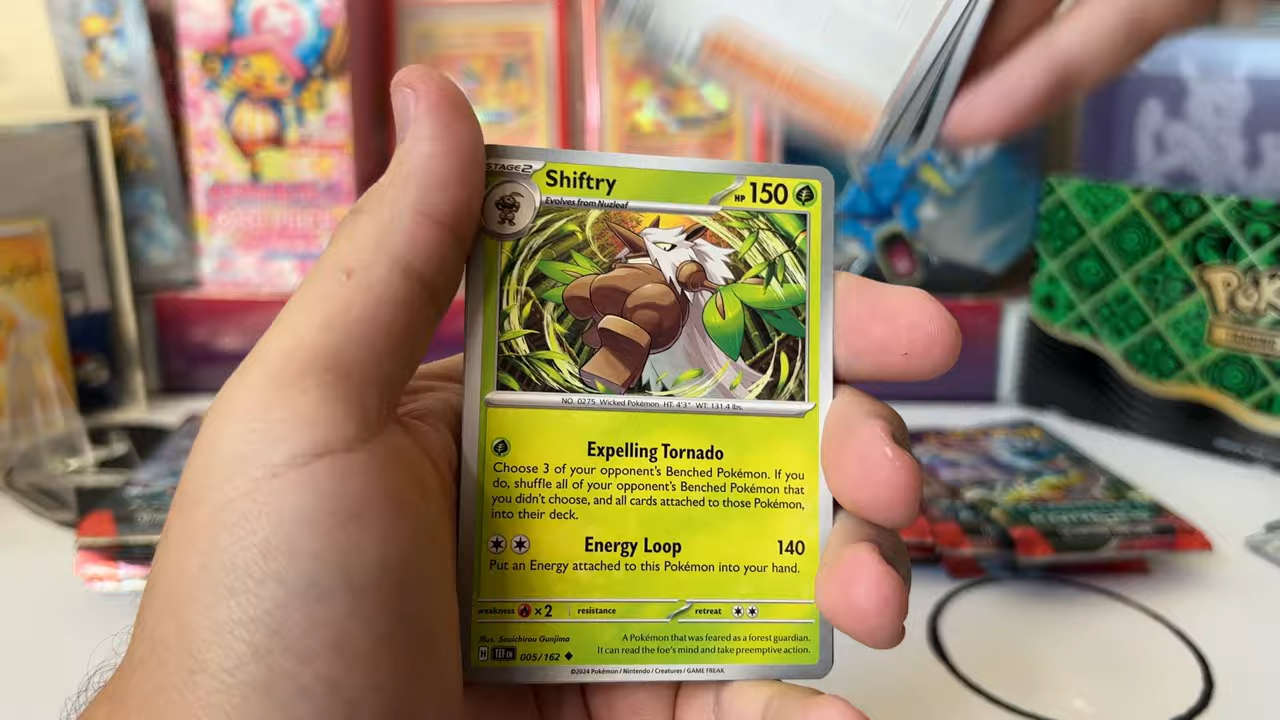 STAGE2
Shiftry
HP 150
Evolves from Nuzleaf
NO. 0275 Wicked Pokémon HT: 4'3" WT: 131.4 lbs.
Expelling Tornado
Choose 3 of your opponent's Benched Pokémon. If you
do, shuffle all of your opponent's Benched Pokémon that
you didn't choose, and all cards attached to those Pokémon,
into their deck.
Energy Loop 140
Put an Energy attached to this Pokémon into your hand.
weakness ×2 resistance retreat
Illus. Souichirou Gunjima
A Pokémon that was feared as a forest guardian.
It can read the foe's mind and take preemptive action.
H TEF EN 005/162
©2024 Pokémon / Nintendo / Creatures / GAME FREAK